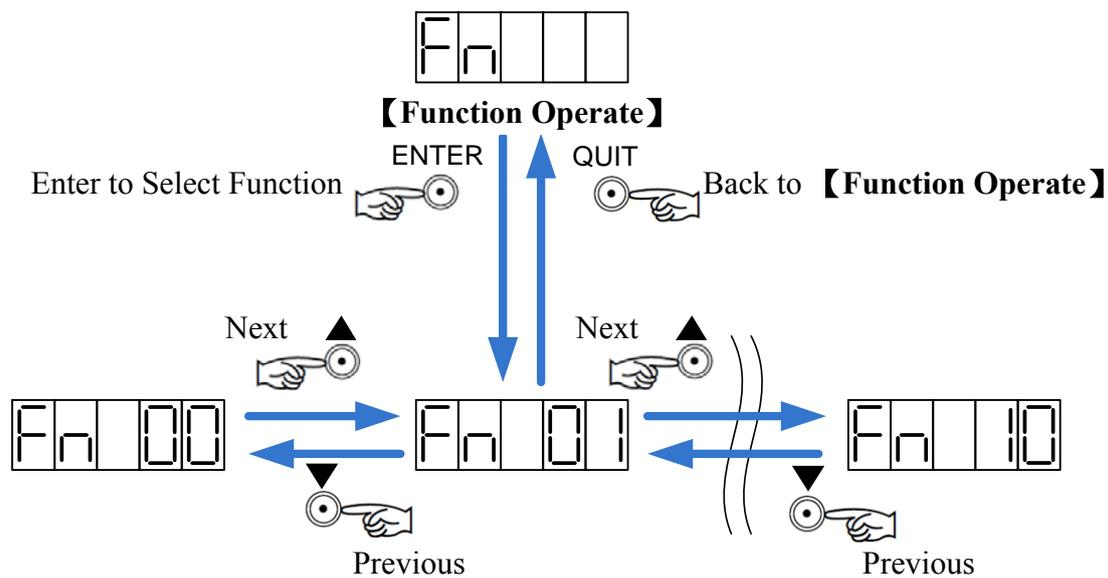 Fn
【Function Operate】
ENTER QUIT
Enter to Select Function Back to 【Function Operate】
Next Next
Fn 00 Fn 01 Fn 10
Previous Previous